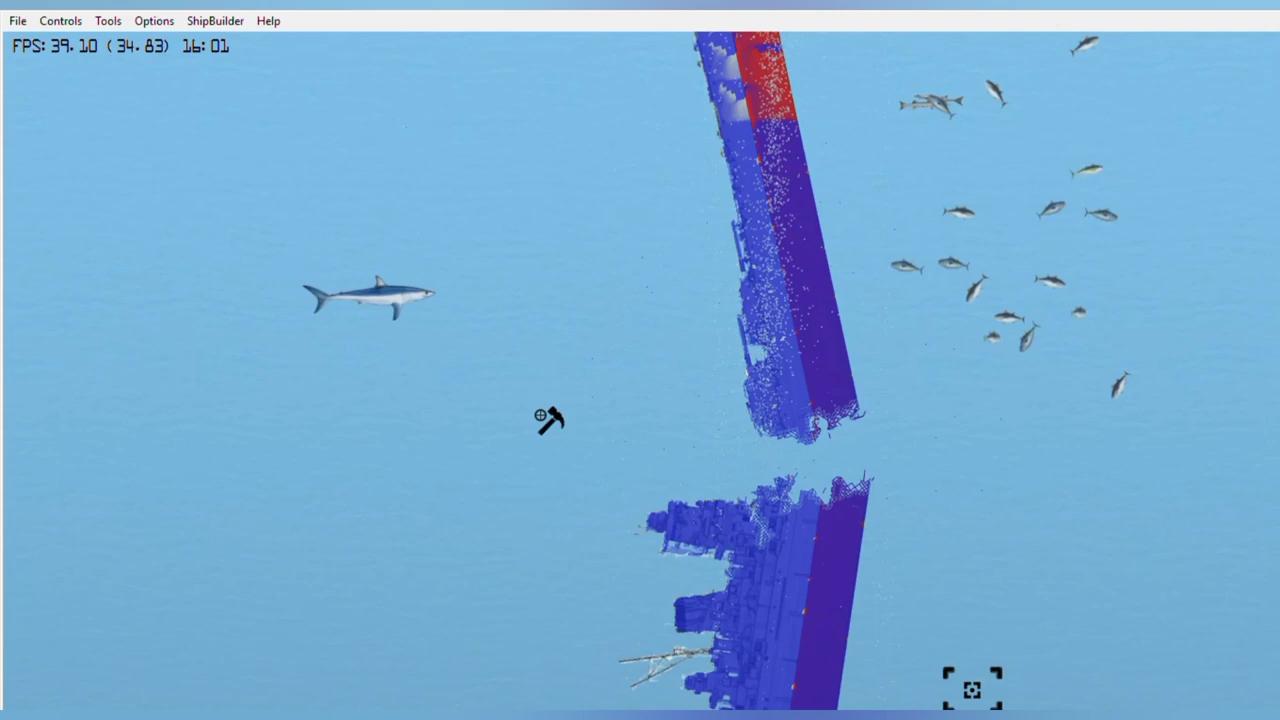 File Controls Tools Options ShipBuilder Help
FPS: 39.10 (34.83) 16:01